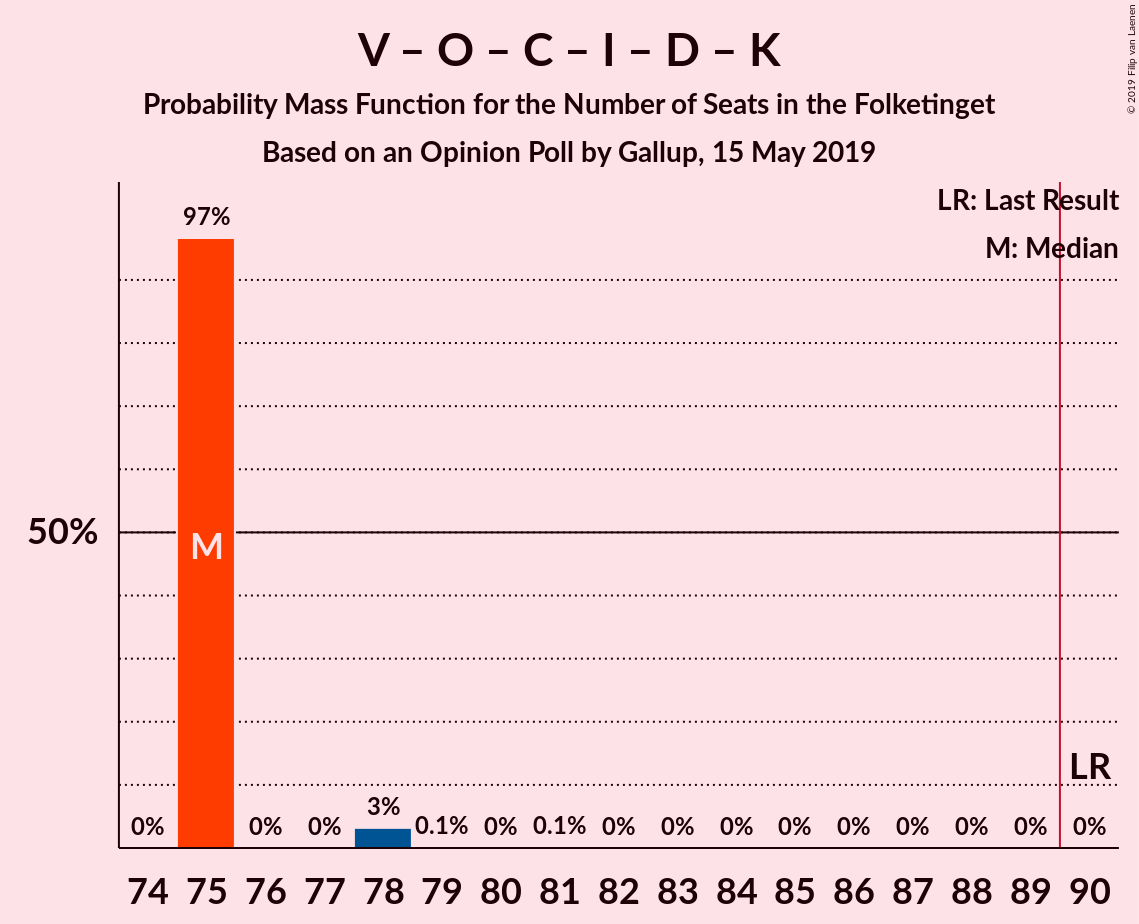 V – O – C – I – D – K
Probability Mass Function for the Number of Seats in the Folketinget
Based on an Opinion Poll by Gallup, 15 May 2019
© 2019 Filip van Laenen
LR: Last Result
M: Median
97%
50%
M
LR
0% 0% 0% 3% 0.1% 0% 0.1% 0% 0% 0% 0% 0% 0% 0% 0% 0%
74 75 76 77 78 79 80 81 82 83 84 85 86 87 88 89 90